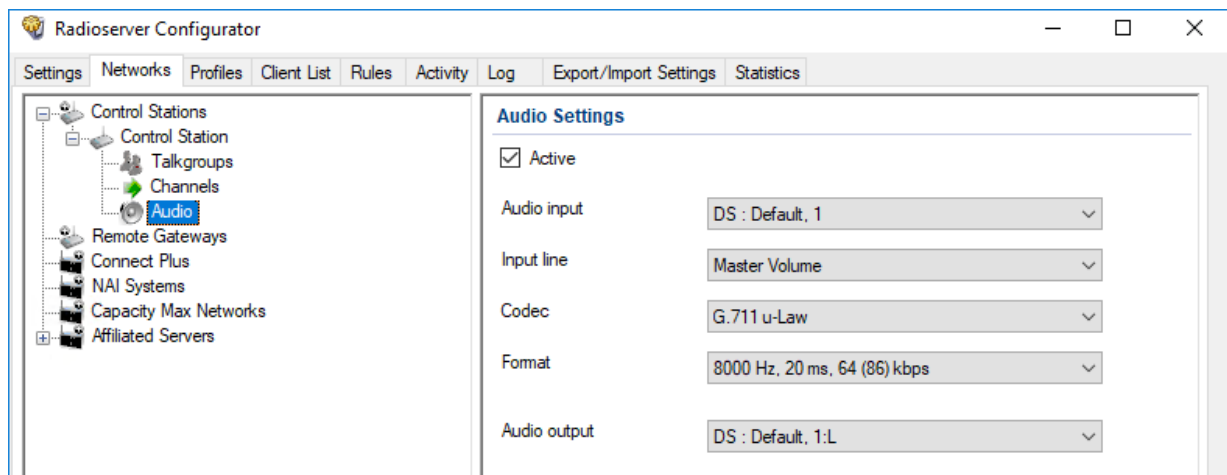 Radioserver Configurator
Settings Networks Profiles Client List Rules Activity Log Export/Import Settings Statistics
Control Stations
Control Station
Talkgroups
Channels
Audio
Remote Gateways
Connect Plus
NAI Systems
Capacity Max Networks
Affiliated Servers
Audio Settings
Active
Audio input DS : Default, 1
Input line Master Volume
Codec G.711 u-Law
Format 8000 Hz, 20 ms, 64 (86) kbps
Audio output DS : Default, 1:L